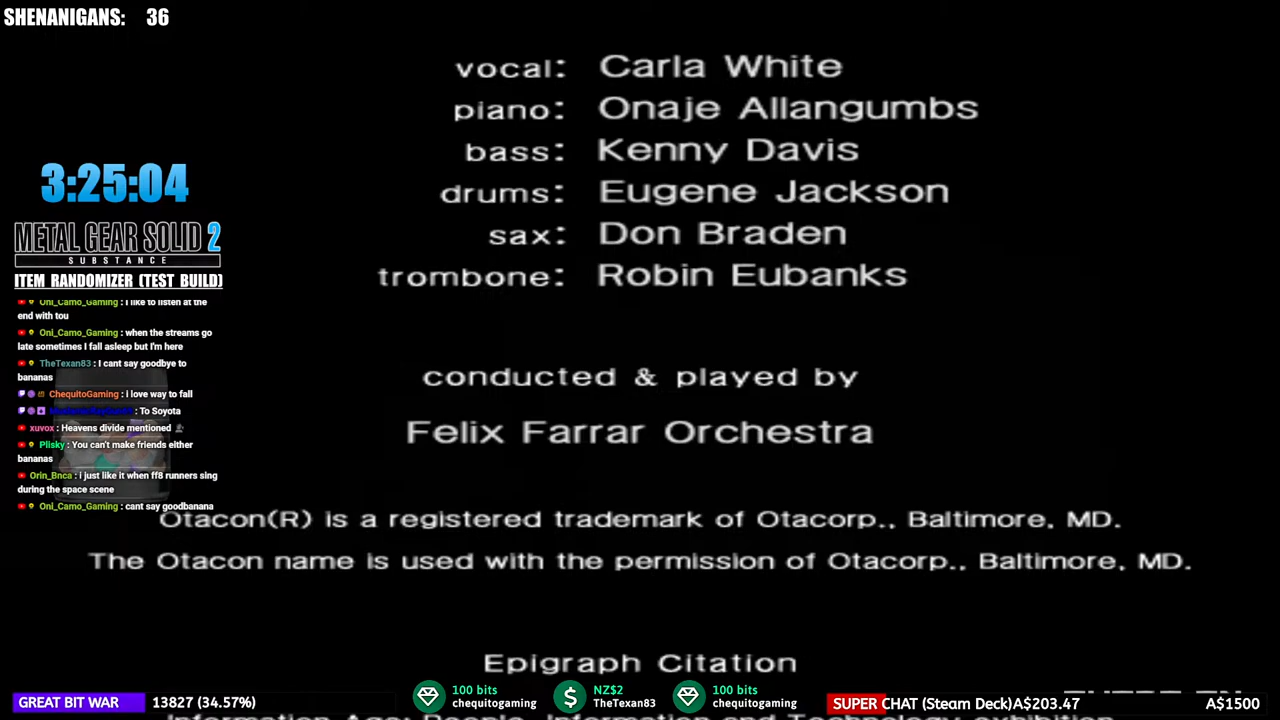 SHENANIGANS: 36
vocal: Carla White
piano: Onaje Allangumbs
bass: Kenny Davis
drums: Eugene Jackson
sax: Don Braden
trombone: Robin Eubanks
3:25:04
METAL GEAR SOLID 2
SUBSTANCE
ITEM RANDOMIZER (TEST BUILD)
Oni_Camo_Gaming : I like to listen at the
end with tou
Oni_Camo_Gaming : when the streams go
late sometimes I fall asleep but I'm here
TheTexan83 : I cant say goodbye to
bananas
ChequitoGaming : i love way to fall
: To Soyota
xuvox : Heavens divide mentioned
Plisky : You can't make friends either
bananas
Orin_Bnca : i just like it when ff8 runners sing
during the space scene
Oni_Camo_Gaming : cant say goodbanana
conducted & played by
Felix Farrar Orchestra
Otacon(R) is a registered trademark of Otacorp., Baltimore, MD.
The Otacon name is used with the permission of Otacorp., Baltimore, MD.
Epigraph Citation
Information Age: People, Information and Technology exhibition
GREAT BIT WAR 13827 (34.57%)
100 bits
chequitogaming
NZ$2
TheTexan83
100 bits
chequitogaming
SUPER CHAT (Steam Deck)A$203.47 A$1500